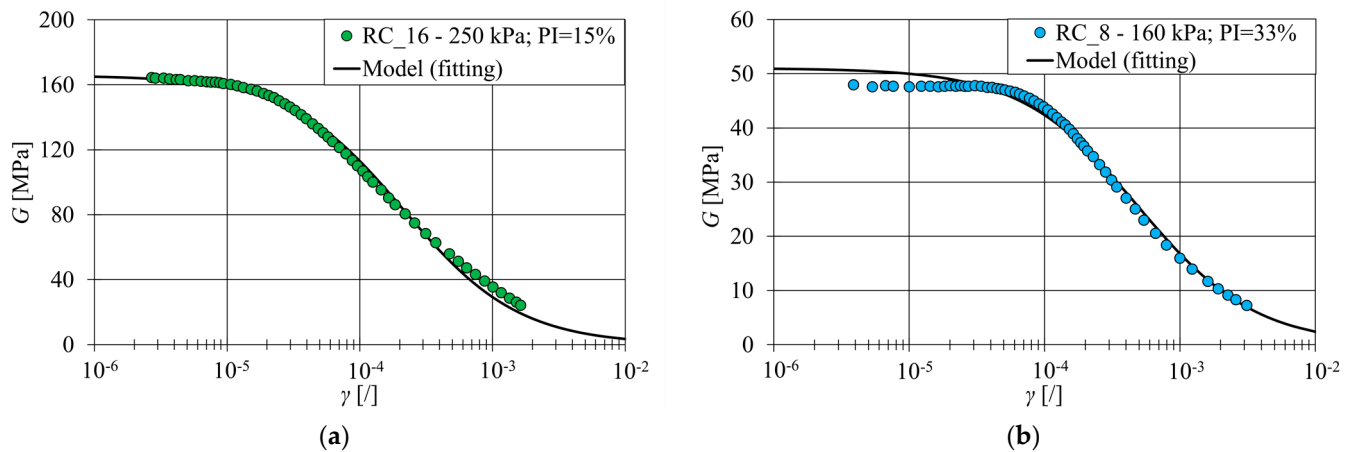 200
160
120
80
40
0
G [MPa]
RC_16 - 250 kPa; PI=15%
Model (fitting)
10-6
10-5
10-4
10-3
10-2
γ [/]
(a)
60
50
40
30
20
10
0
G [MPa]
RC_8 - 160 kPa; PI=33%
Model (fitting)
10-6
10-5
10-4
10-3
10-2
γ [/]
(b)